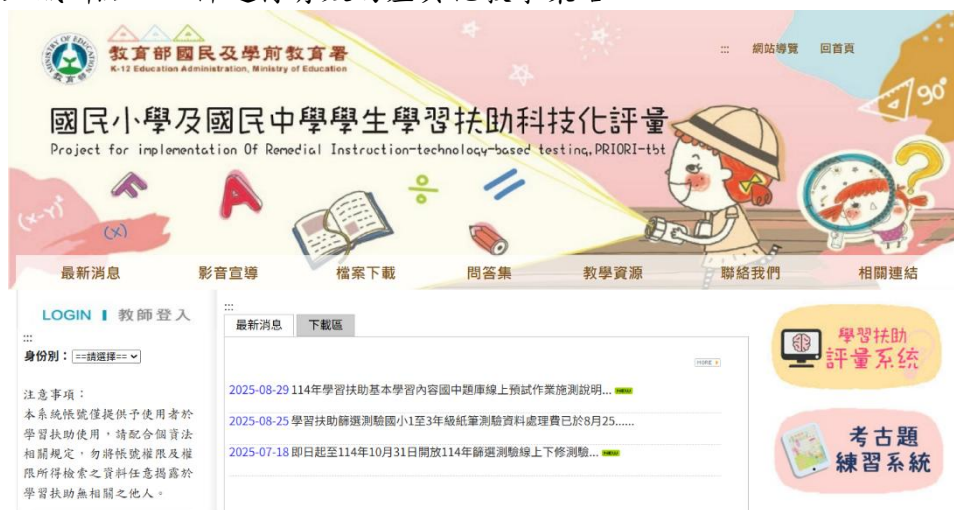 教育部國民及學前教育署
K-12 Education Administration, Ministry of Education
::: 網站導覽 回首頁
國民小學及國民中學學生學習扶助科技化評量
Project for implementation Of Remedial Instruction-technology-based testing, PRIORI-tbt
90°
(x-y)²
(x)
F
A
÷
=
?
最新消息 影音宣導 檔案下載 問答集 教學資源 聯絡我們 相關連結
LOGIN 教師登入
:::
身份別：==請選擇==
注意事項：
本系統帳號僅提供予使用者於
學習扶助使用，請配合個資法
相關規定，勿將帳號權限及權
限所得檢索之資料任意揭露於
學習扶助無相關之他人。
:::
最新消息 下載區
MORE
2025-08-29 114年學習扶助基本學習內容國中題庫線上預試作業施測說明...
2025-08-25 學習扶助篩選測驗國小1至3年級紙筆測驗資料處理費已於8月25......
2025-07-18 即日起至114年10月31日開放114年篩選測驗線上下修測驗...
學習扶助
評量系統
考古題
練習系統